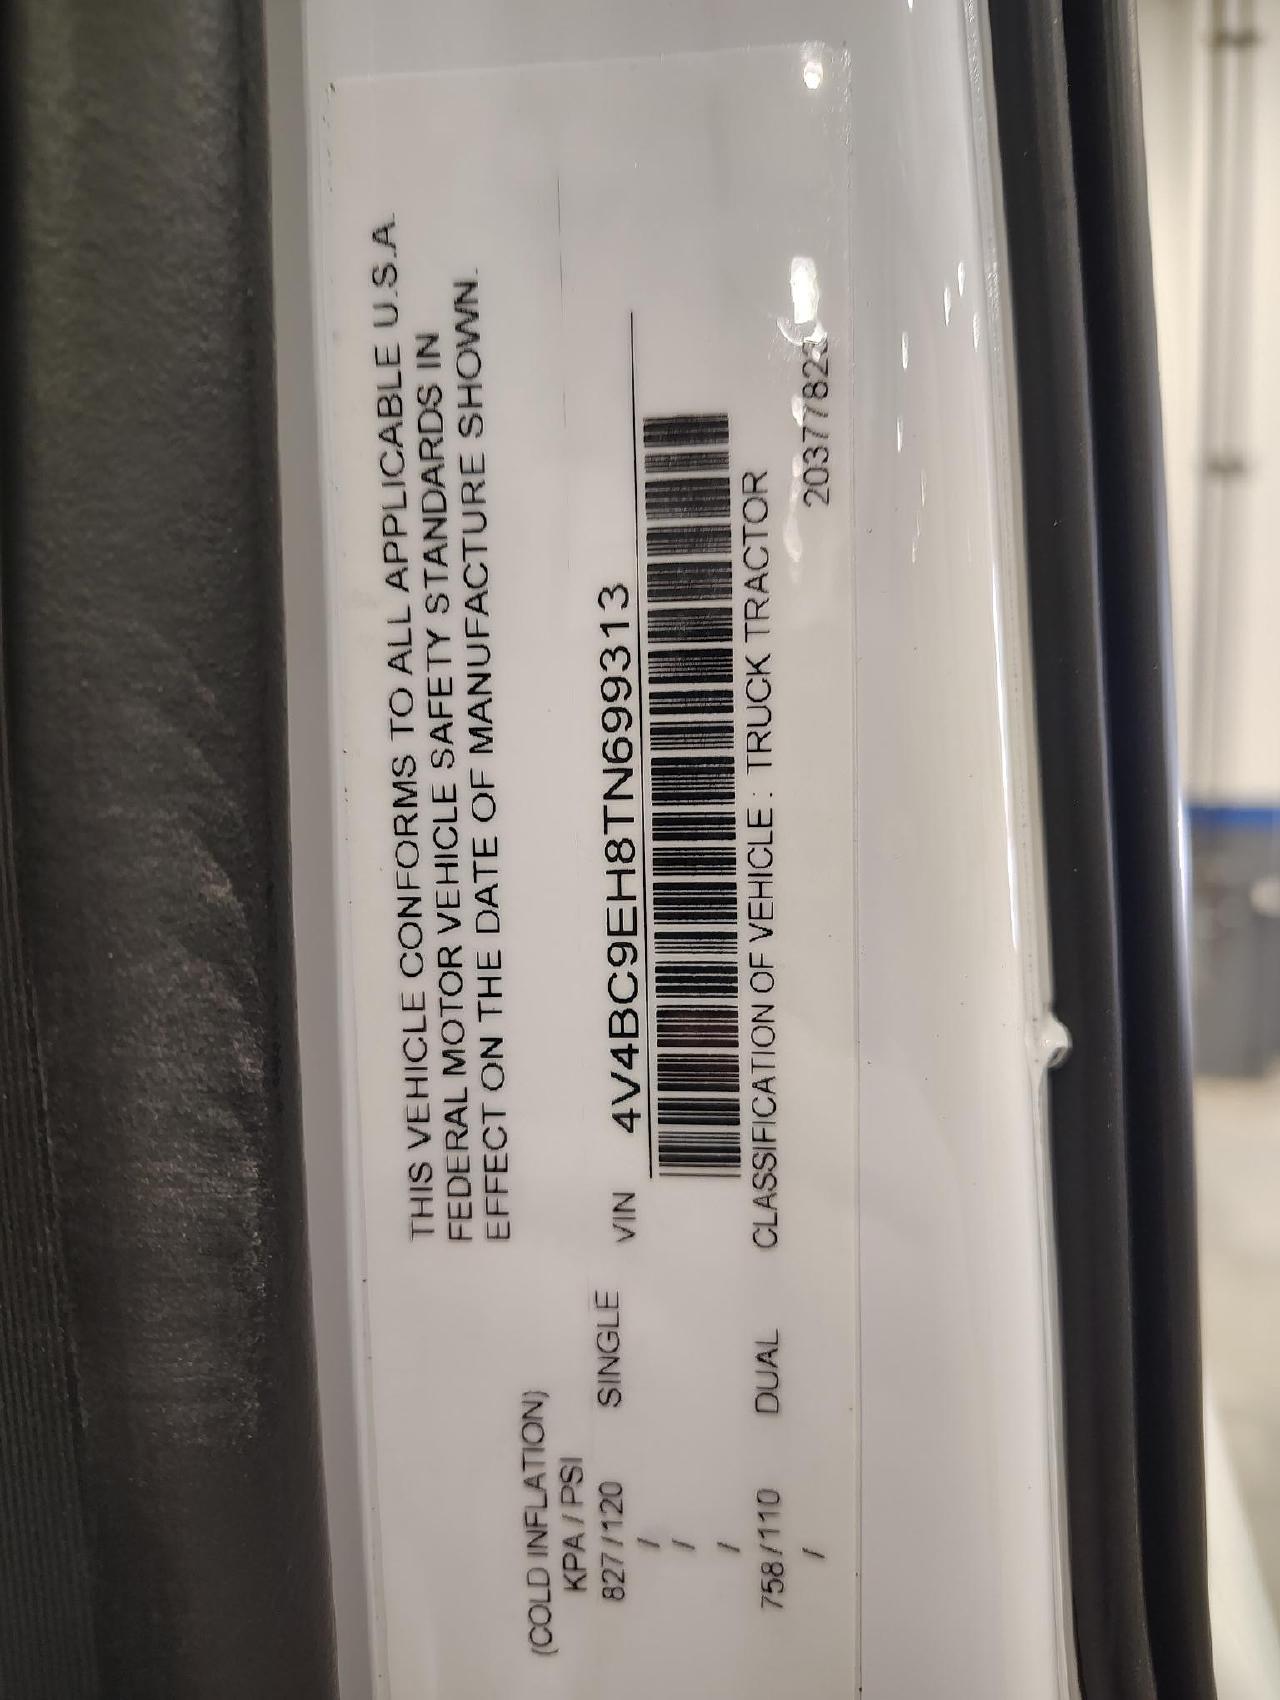 THIS VEHICLE CONFORMS TO ALL APPLICABLE U.S.A.
FEDERAL MOTOR VEHICLE SAFETY STANDARDS IN
EFFECT ON THE DATE OF MANUFACTURE SHOWN.
(COLD INFLATION)
KPA / PSI
827 / 120 SINGLE VIN 4V4BC9EH8TN699313
/
/
/
758 / 110 DUAL CLASSIFICATION OF VEHICLE : TRUCK TRACTOR
/